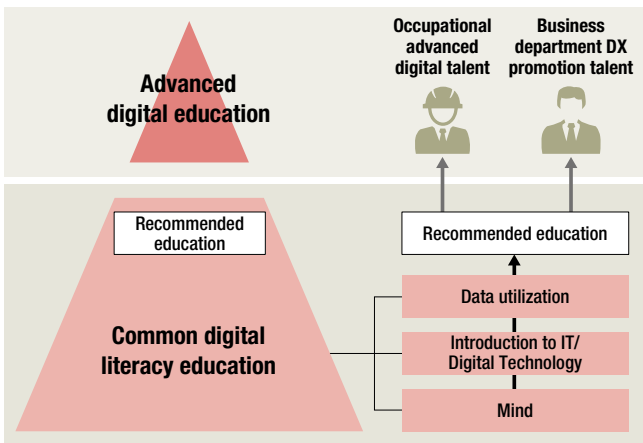 Advanced
digital education
Occupational
advanced
digital talent
Business
department DX
promotion talent
Recommended
education
Common digital
literacy education
Recommended education
Data utilization
Introduction to IT/
Digital Technology
Mind